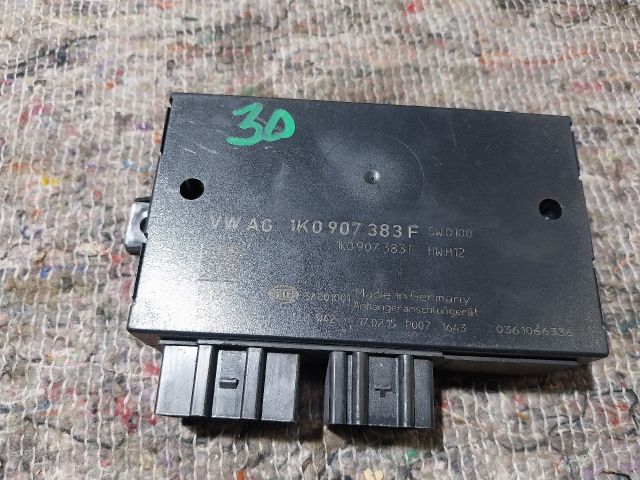 30
VW AG 1K0 907 383 F SW.0100
1K0 907 383 F HW.H12
Made in Germany
Anhängeranschlußgerät
17.02.15 P007 1643 0361066336